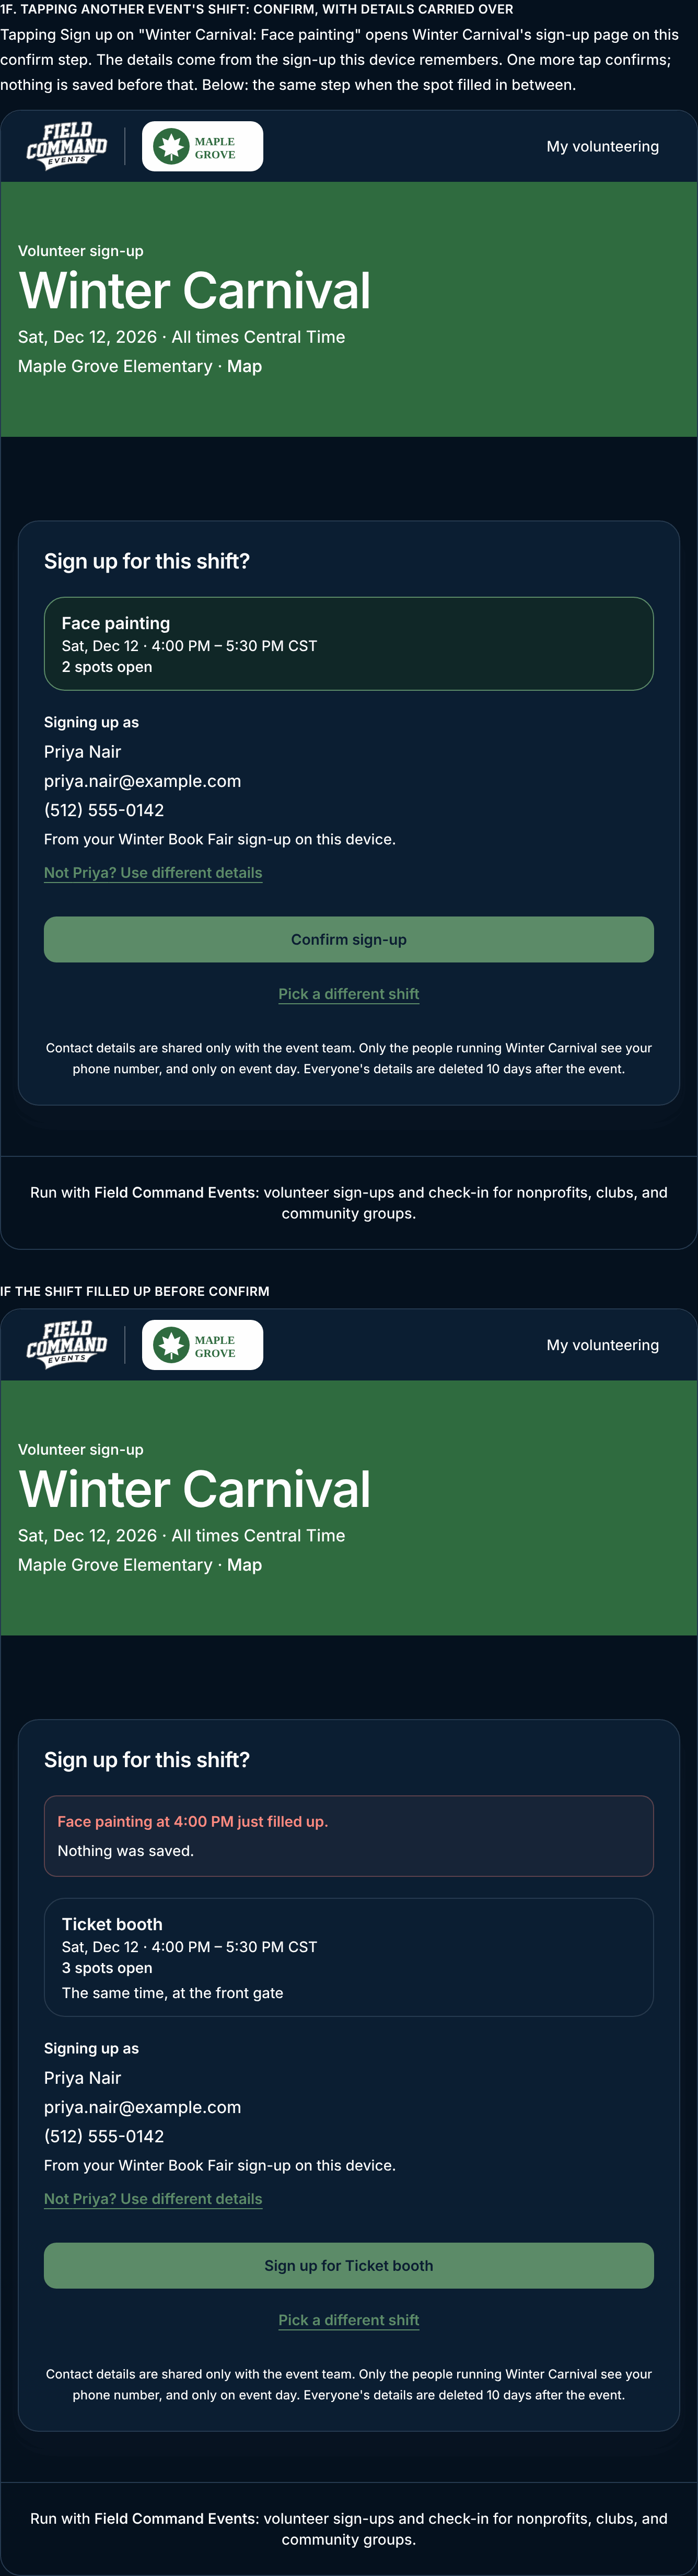 1F. TAPPING ANOTHER EVENT'S SHIFT: CONFIRM, WITH DETAILS CARRIED OVER
Tapping Sign up on "Winter Carnival: Face painting" opens Winter Carnival's sign-up page on this
confirm step. The details come from the sign-up this device remembers. One more tap confirms;
nothing is saved before that. Below: the same step when the spot filled in between.
FIELD
COMMAND
EVENTS
MAPLE
GROVE
My volunteering
Volunteer sign-up
Winter Carnival
Sat, Dec 12, 2026 · All times Central Time
Maple Grove Elementary · Map
Sign up for this shift?
Face painting
Sat, Dec 12 · 4:00 PM – 5:30 PM CST
2 spots open
Signing up as
Priya Nair
priya.nair@example.com
(512) 555-0142
From your Winter Book Fair sign-up on this device.
Not Priya? Use different details
Confirm sign-up
Pick a different shift
Contact details are shared only with the event team. Only the people running Winter Carnival see your
phone number, and only on event day. Everyone's details are deleted 10 days after the event.
Run with Field Command Events: volunteer sign-ups and check-in for nonprofits, clubs, and
community groups.
IF THE SHIFT FILLED UP BEFORE CONFIRM
FIELD
COMMAND
EVENTS
MAPLE
GROVE
My volunteering
Volunteer sign-up
Winter Carnival
Sat, Dec 12, 2026 · All times Central Time
Maple Grove Elementary · Map
Sign up for this shift?
Face painting at 4:00 PM just filled up.
Nothing was saved.
Ticket booth
Sat, Dec 12 · 4:00 PM – 5:30 PM CST
3 spots open
The same time, at the front gate
Signing up as
Priya Nair
priya.nair@example.com
(512) 555-0142
From your Winter Book Fair sign-up on this device.
Not Priya? Use different details
Sign up for Ticket booth
Pick a different shift
Contact details are shared only with the event team. Only the people running Winter Carnival see your
phone number, and only on event day. Everyone's details are deleted 10 days after the event.
Run with Field Command Events: volunteer sign-ups and check-in for nonprofits, clubs, and
community groups.